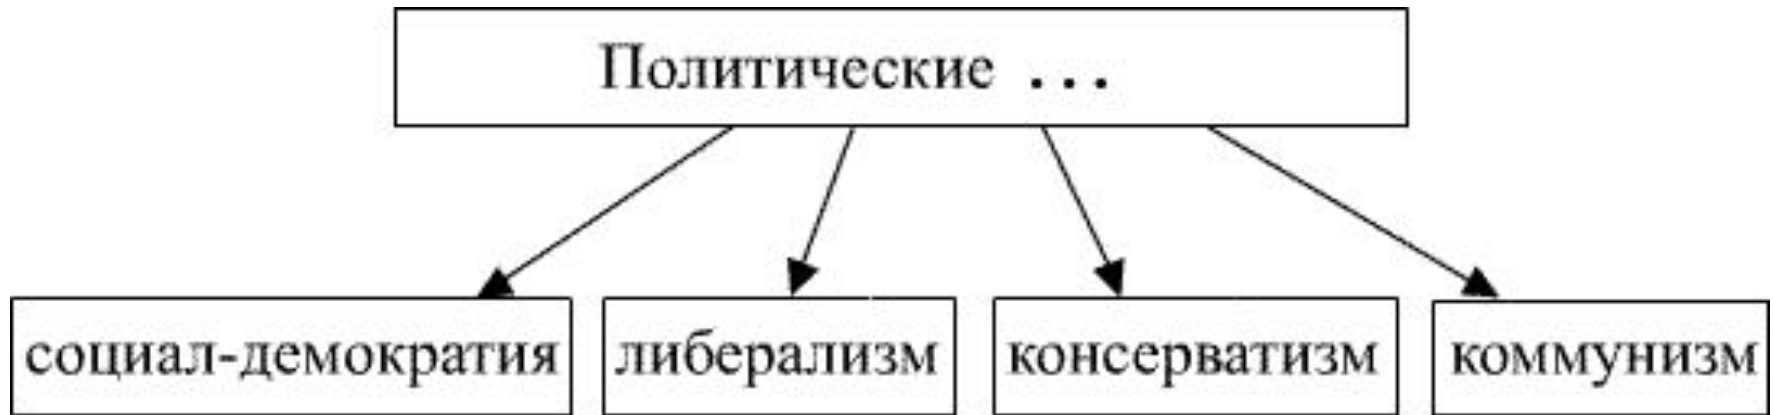 Политические ...
социал-демократия
либерализм
консерватизм
коммунизм